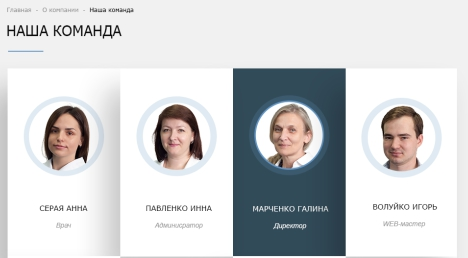 Главная - О компании - Наша команда
НАША КОМАНДА
СЕРАЯ АННА
ПАВЛЕНКО ИННА
МАРЧЕНКО ГАЛИНА
ВОЛУЙКО ИГОРЬ
Врач
Администратор
Директор
WEB-мастер